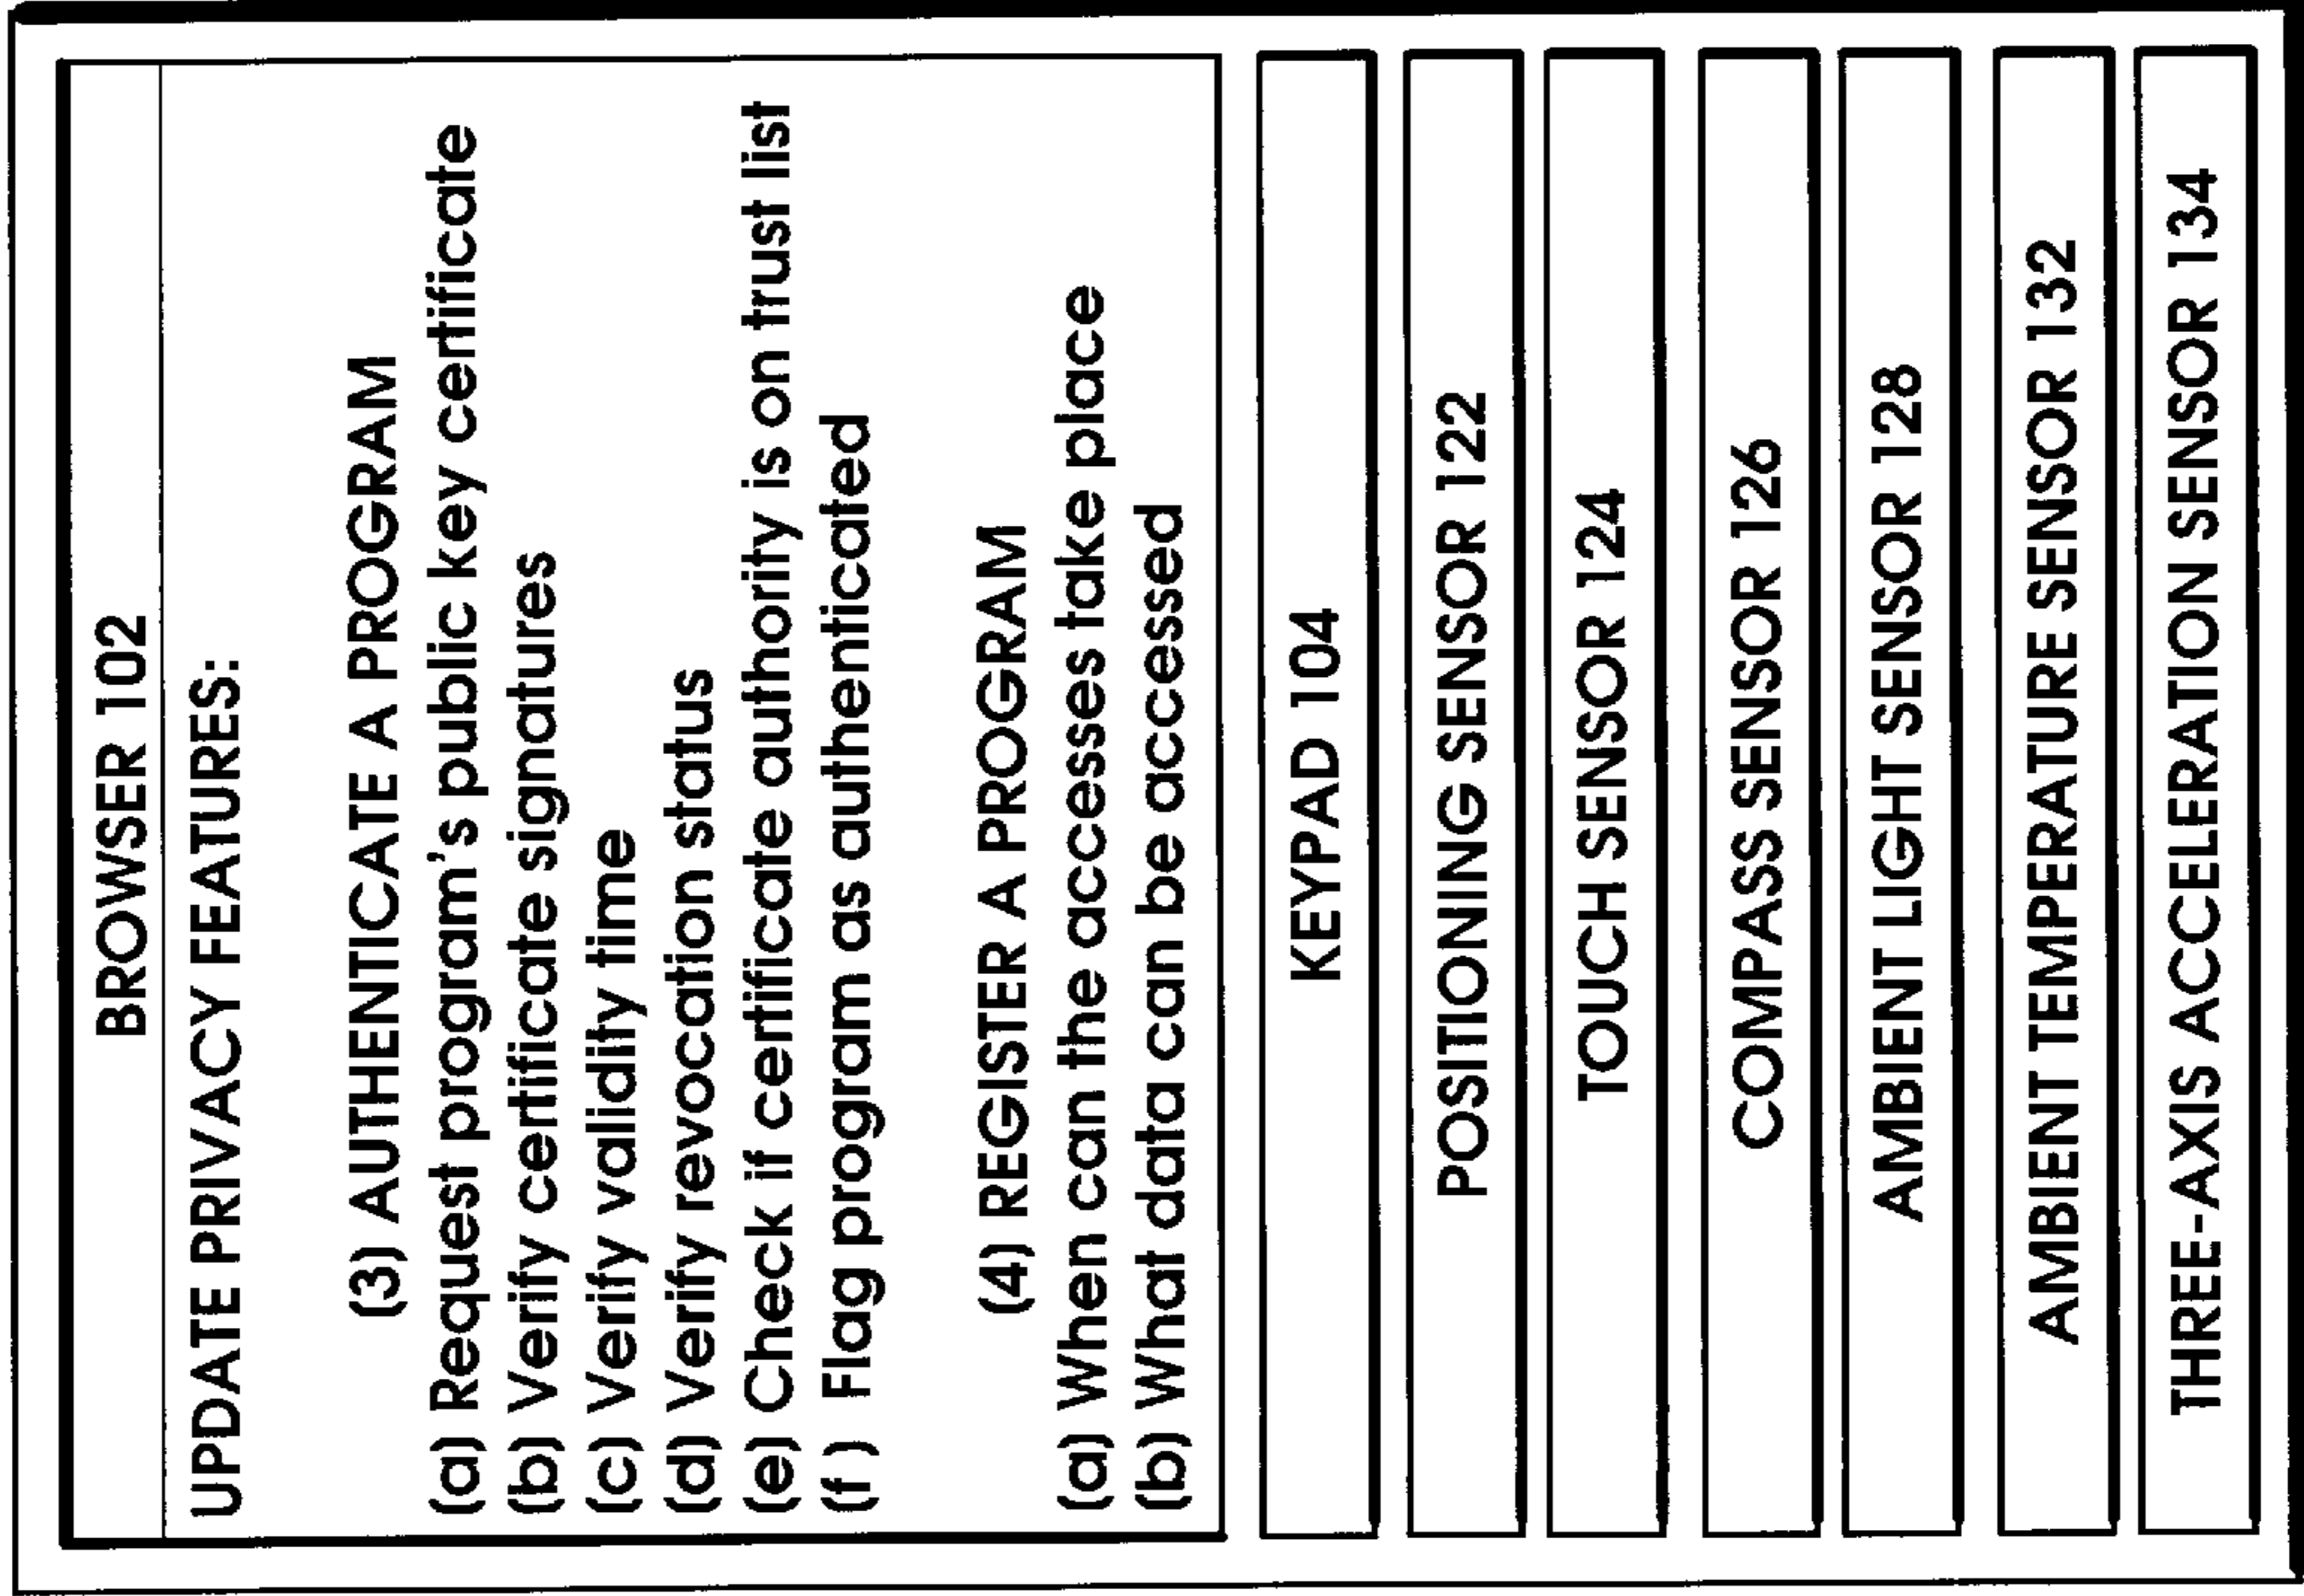 BROWSER 102
UPDATE PRIVACY FEATURES:
(3) AUTHENTICATE A PROGRAM
(a) Request program's public key certificate
(b) Verify certificate signatures
(c) Verify validity time
(d) Verify revocation status
(e) Check if certificate authority is on trust list
(f ) Flag program as authenticated
(4) REGISTER A PROGRAM
(a) When can the accesses take place
(b) What data can be accessed
KEYPAD 104
POSITIONING SENSOR 122
TOUCH SENSOR 124
COMPASS SENSOR 126
AMBIENT LIGHT SENSOR 128
AMBIENT TEMPERATURE SENSOR 132
THREE-AXIS ACCELERATION SENSOR 134